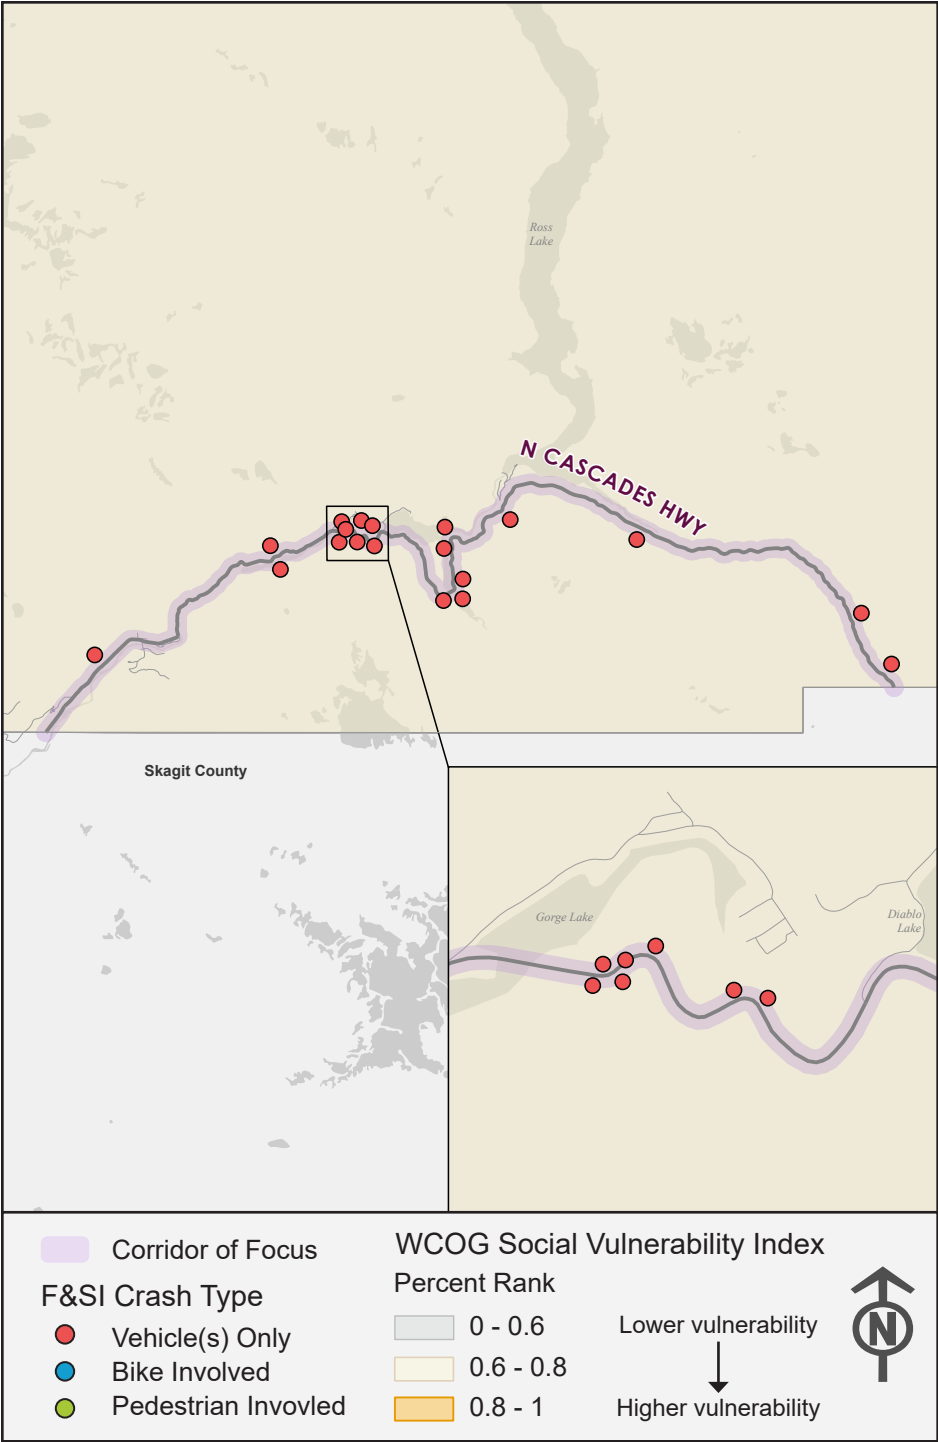 Ross
Lake
N CASCADES HWY
Skagit County
Gorge Lake
Diablo
Lake
Corridor of Focus
F&SI Crash Type
Vehicle(s) Only
Bike Involved
Pedestrian Invovled
WCOG Social Vulnerability Index
Percent Rank
0 - 0.6
0.6 - 0.8
0.8 - 1
Lower vulnerability
Higher vulnerability
N